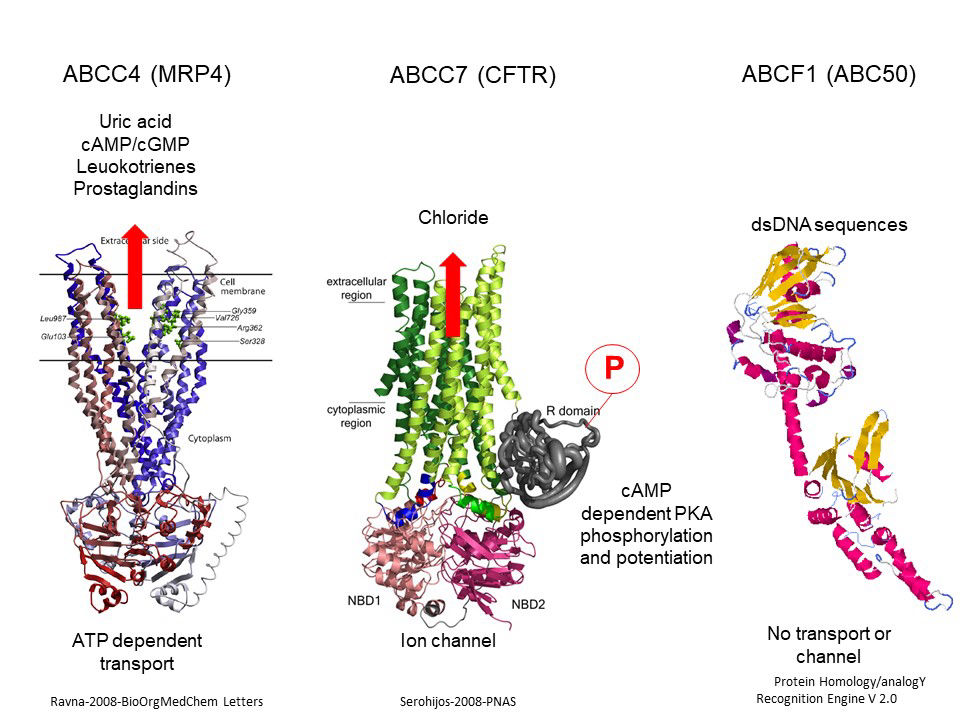 ABCC4 (MRP4)
Uric acid
cAMP/cGMP
Leuokotrienes
Prostaglandins
side
Cell
membrane
Leu987
Glu103
Gly359
Val726
Arg362
Ser328
Cytoplasm
ATP dependent
transport
Ravna-2008-BioOrgMedChem Letters
ABCC7 (CFTR)
Chloride
extracellular
region
cytoplasmic
region
P
R domain
cAMP
dependent PKA
phosphorylation
and potentiation
NBD1
NBD2
Ion channel
Serohijos-2008-PNAS
ABCF1 (ABC50)
dsDNA sequences
No transport or
channel
Protein Homology/analogY
Recognition Engine V 2.0